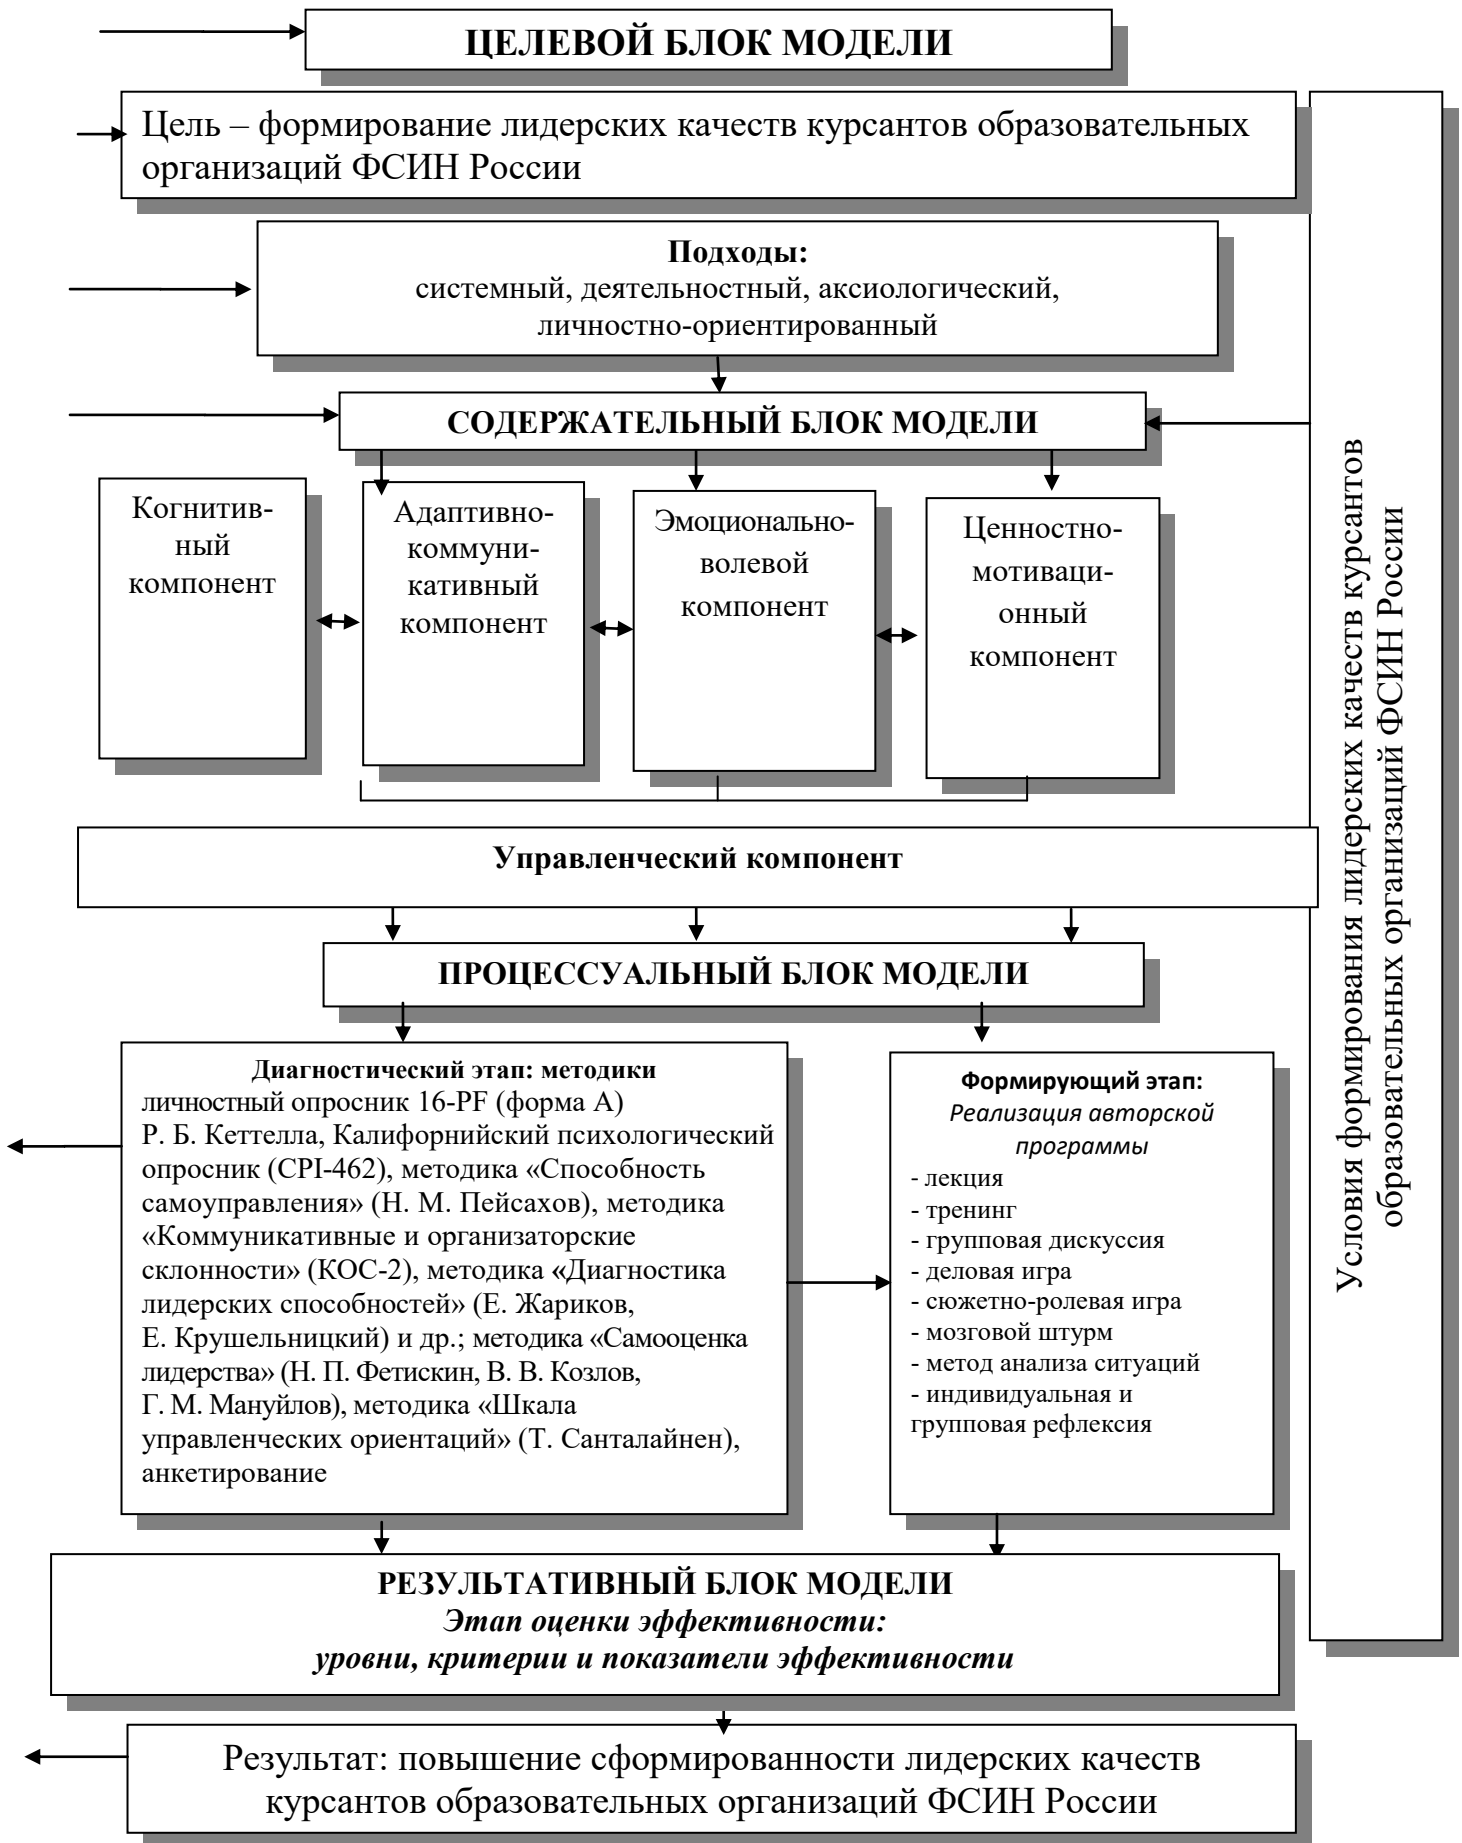 ЦЕЛЕВОЙ БЛОК МОДЕЛИ
Цель – формирование лидерских качеств курсантов образовательных
организаций ФСИН России
Подходы:
системный, деятельностный, аксиологический,
личностно-ориентированный
СОДЕРЖАТЕЛЬНЫЙ БЛОК МОДЕЛИ
Когнитив-
ный
компонент
Адаптивно-
коммуни-
кативный
компонент
Эмоционально-
волевой
компонент
Ценностно-
мотиваци-
онный
компонент
Управленческий компонент
ПРОЦЕССУАЛЬНЫЙ БЛОК МОДЕЛИ
Диагностический этап: методики
личностный опросник 16-PF (форма А)
Р. Б. Кеттелла, Калифорнийский психологический
опросник (CPI-462), методика «Способность
самоуправления» (Н. М. Пейсахов), методика
«Коммуникативные и организаторские
склонности» (КОС-2), методика «Диагностика
лидерских способностей» (Е. Жариков,
Е. Крушельницкий) и др.; методика «Самооценка
лидерства» (Н. П. Фетискин, В. В. Козлов,
Г. М. Мануйлов), методика «Шкала
управленческих ориентаций» (Т. Санталайнен),
анкетирование
Формирующий этап:
Реализация авторской
программы
- лекция
- тренинг
- групповая дискуссия
- деловая игра
- сюжетно-ролевая игра
- мозговой штурм
- метод анализа ситуаций
- индивидуальная и
групповая рефлексия
РЕЗУЛЬТАТИВНЫЙ БЛОК МОДЕЛИ
Этап оценки эффективности:
уровни, критерии и показатели эффективности
Результат: повышение сформированности лидерских качеств
курсантов образовательных организаций ФСИН России
Условия формирования лидерских качеств курсантов
образовательных организаций ФСИН России